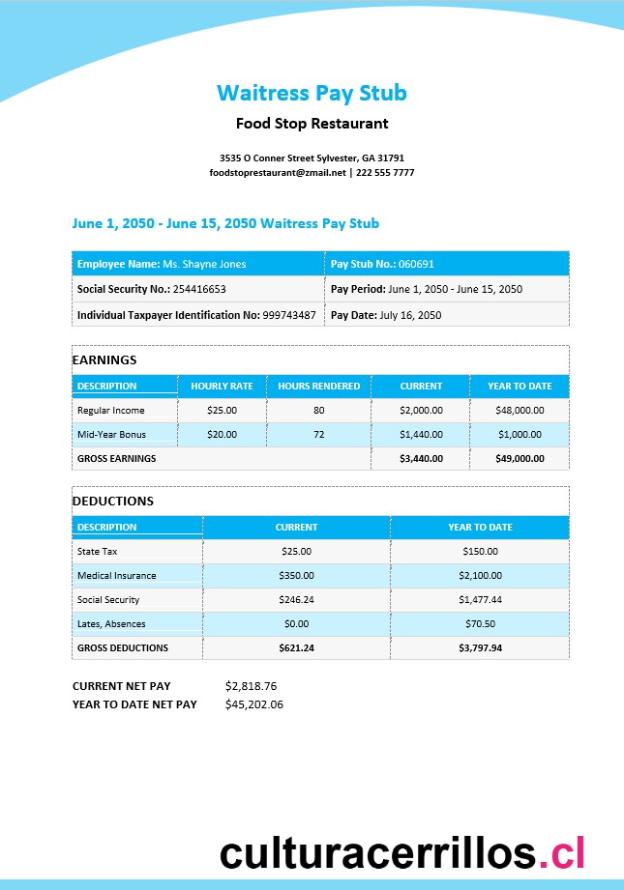 Waitress Pay Stub
Food Stop Restaurant
3535 O Conner Street Sylvester, GA 31791
foodstoprestaurant@zmail.net | 222 555 7777
June 1, 2050 - June 15, 2050 Waitress Pay Stub
Employee Name: Ms. Shayne Jones Pay Stub No.: 060691
Social Security No.: 254416653 Pay Period: June 1, 2050 - June 15, 2050
Individual Taxpayer Identification No: 999743487 Pay Date: July 16, 2050
EARNINGS
DESCRIPTION HOURLY RATE HOURS RENDERED CURRENT YEAR TO DATE
Regular Income $25.00 80 $2,000.00 $48,000.00
Mid-Year Bonus $20.00 72 $1,440.00 $1,000.00
GROSS EARNINGS $3,440.00 $49,000.00
DEDUCTIONS
DESCRIPTION CURRENT YEAR TO DATE
State Tax $25.00 $150.00
Medical Insurance $350.00 $2,100.00
Social Security $246.24 $1,477.44
Lates, Absences $0.00 $70.50
GROSS DEDUCTIONS $621.24 $3,797.94
CURRENT NET PAY $2,818.76
YEAR TO DATE NET PAY $45,202.06
culturacerrillos.cl